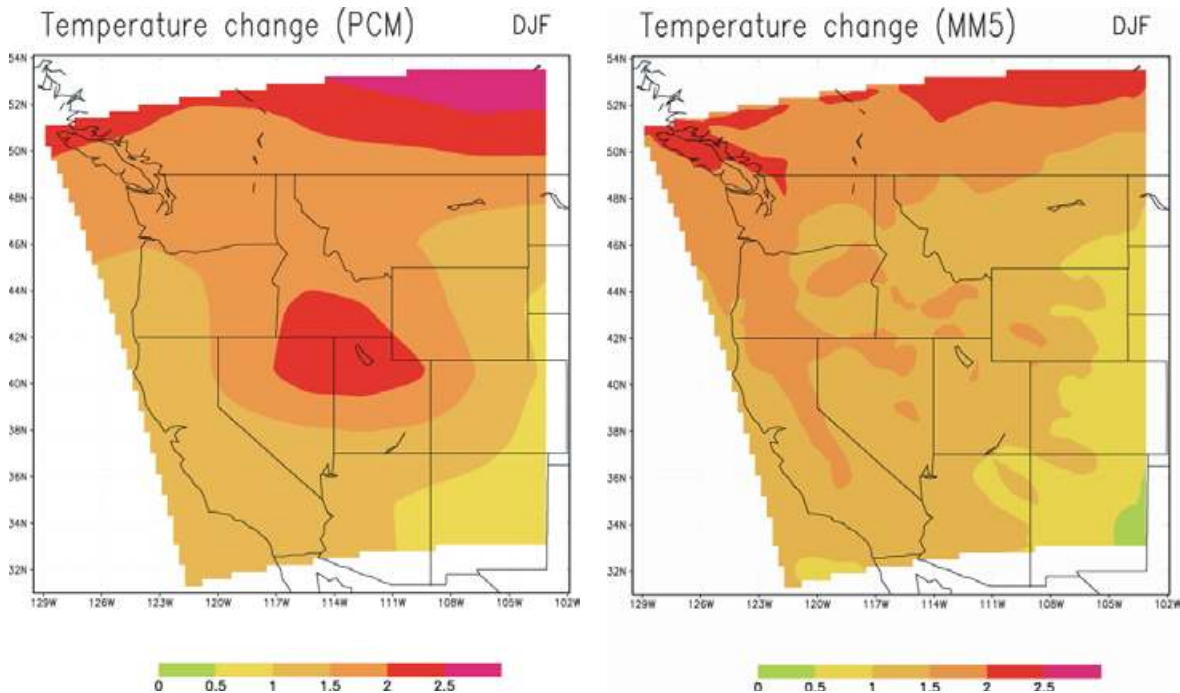 Temperature change (PCM) DJF
54N
52N
50N
48N
46N
44N
42N
40N
38N
36N
34N
32N
129W 126W 123W 120W 117W 114W 111W 108W 105W 102W
0 0.5 1 1.5 2 2.5
Temperature change (MM5) DJF
54N
52N
50N
48N
46N
44N
42N
40N
38N
36N
34N
32N
129W 126W 123W 120W 117W 114W 111W 108W 105W 102W
0 0.5 1 1.5 2 2.5